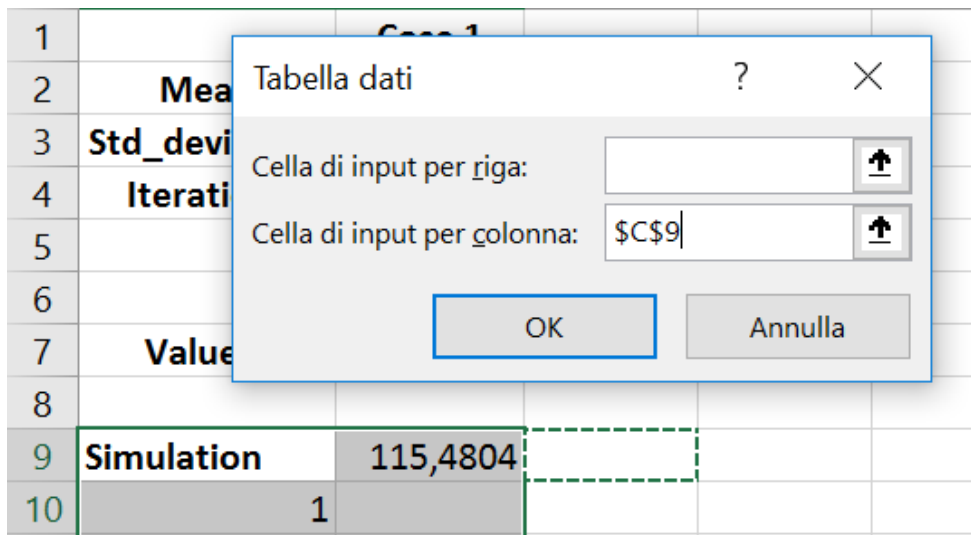 1
Tabella dati ? ×
2 Mea
3 Std_devi
Cella di input per riga:
4 Iterati
Cella di input per colonna: $C$9
5
6
OK Annulla
7 Value
8
9 Simulation 115,4804
10 1